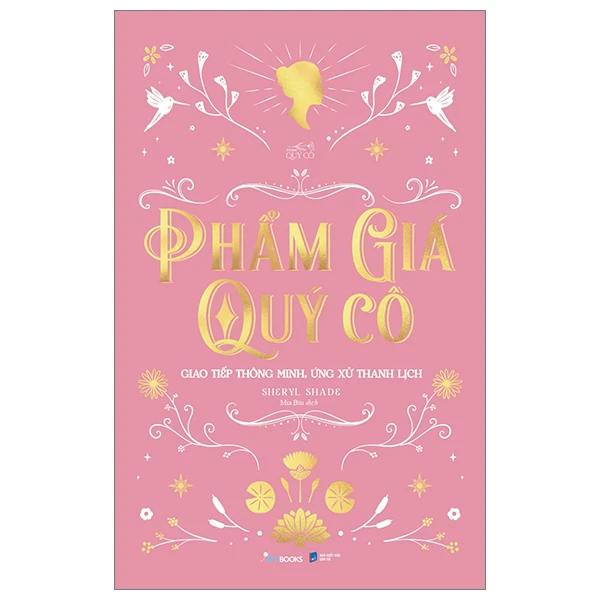 QUÝ CÔ
PHẨM GIÁ
QUÝ CÔ
GIAO TIẾP THÔNG MINH, ỨNG XỬ THANH LỊCH
SHERYL SHADE
Mia Bùi dịch
BOOKS